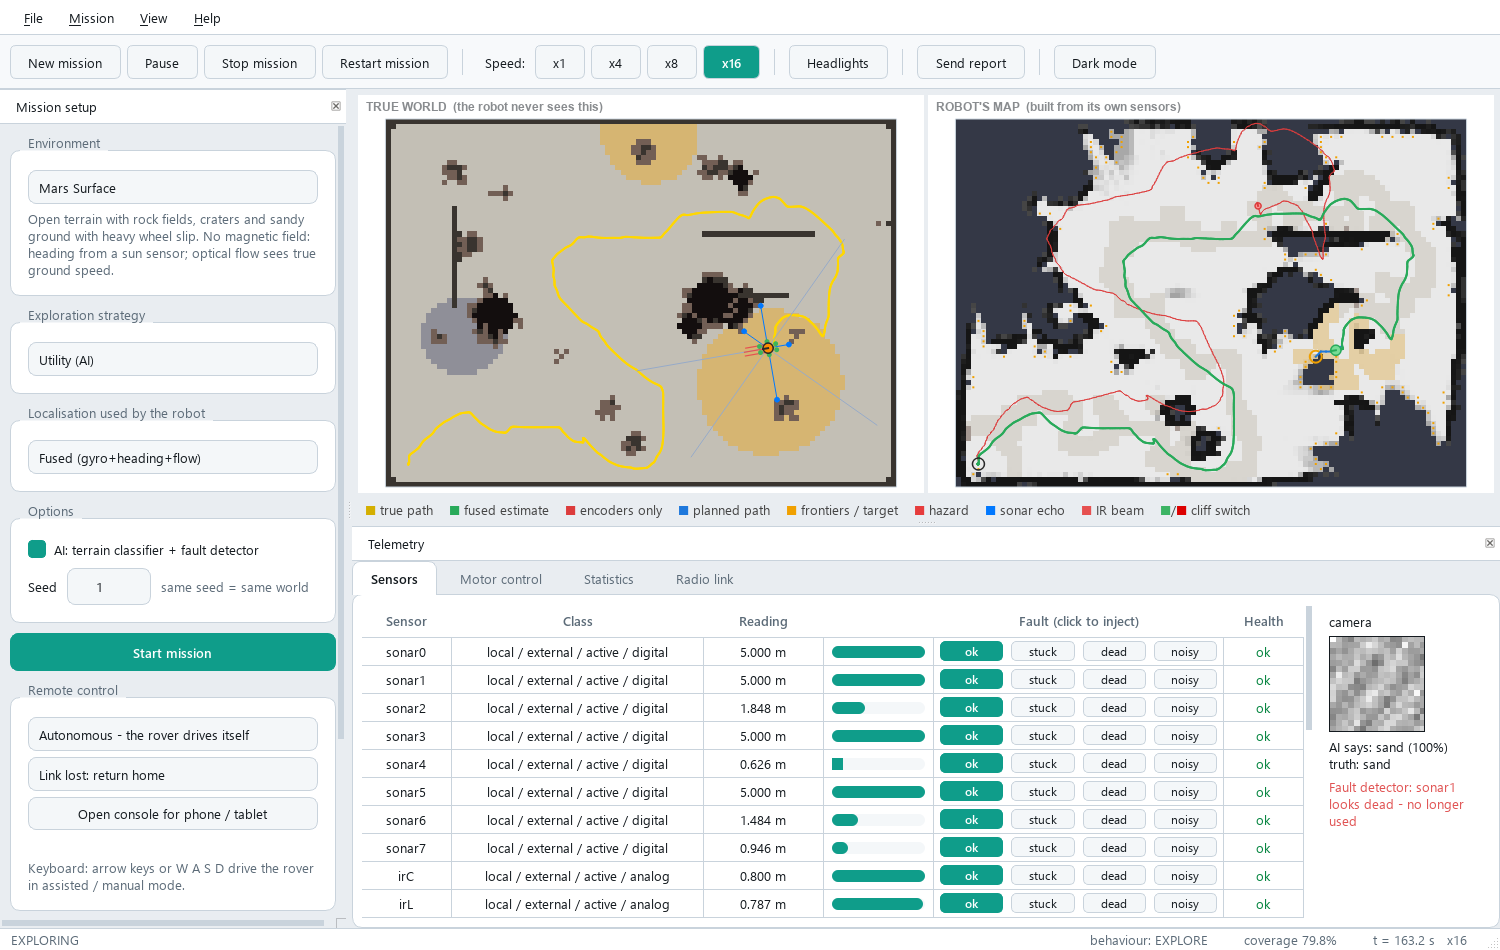 File Mission View Help
New mission Pause Stop mission Restart mission Speed: x1 x4 x8 x16 Headlights Send report Dark mode
Mission setup
Environment
Mars Surface
Open terrain with rock fields, craters and sandy
ground with heavy wheel slip. No magnetic field:
heading from a sun sensor; optical flow sees true
ground speed.
Exploration strategy
Utility (AI)
Localisation used by the robot
Fused (gyro+heading+flow)
Options
AI: terrain classifier + fault detector
Seed 1 same seed = same world
Start mission
Remote control
Autonomous - the rover drives itself
Link lost: return home
Open console for phone / tablet
Keyboard: arrow keys or W A S D drive the rover
in assisted / manual mode.
TRUE WORLD (the robot never sees this)
ROBOT'S MAP (built from its own sensors)
true path fused estimate encoders only planned path frontiers / target hazard sonar echo IR beam / cliff switch
Telemetry
Sensors Motor control Statistics Radio link
Sensor Class Reading Fault (click to inject) Health
sonar0 local / external / active / digital 5.000 m ok stuck dead noisy ok
sonar1 local / external / active / digital 5.000 m ok stuck dead noisy ok
sonar2 local / external / active / digital 1.848 m ok stuck dead noisy ok
sonar3 local / external / active / digital 5.000 m ok stuck dead noisy ok
sonar4 local / external / active / digital 0.626 m ok stuck dead noisy ok
sonar5 local / external / active / digital 5.000 m ok stuck dead noisy ok
sonar6 local / external / active / digital 1.484 m ok stuck dead noisy ok
sonar7 local / external / active / digital 0.946 m ok stuck dead noisy ok
irC local / external / active / analog 0.800 m ok stuck dead noisy ok
irL local / external / active / analog 0.787 m ok stuck dead noisy ok
camera
AI says: sand (100%)
truth: sand
Fault detector: sonar1
looks dead - no longer
used
EXPLORING behaviour: EXPLORE coverage 79.8% t = 163.2 s x16